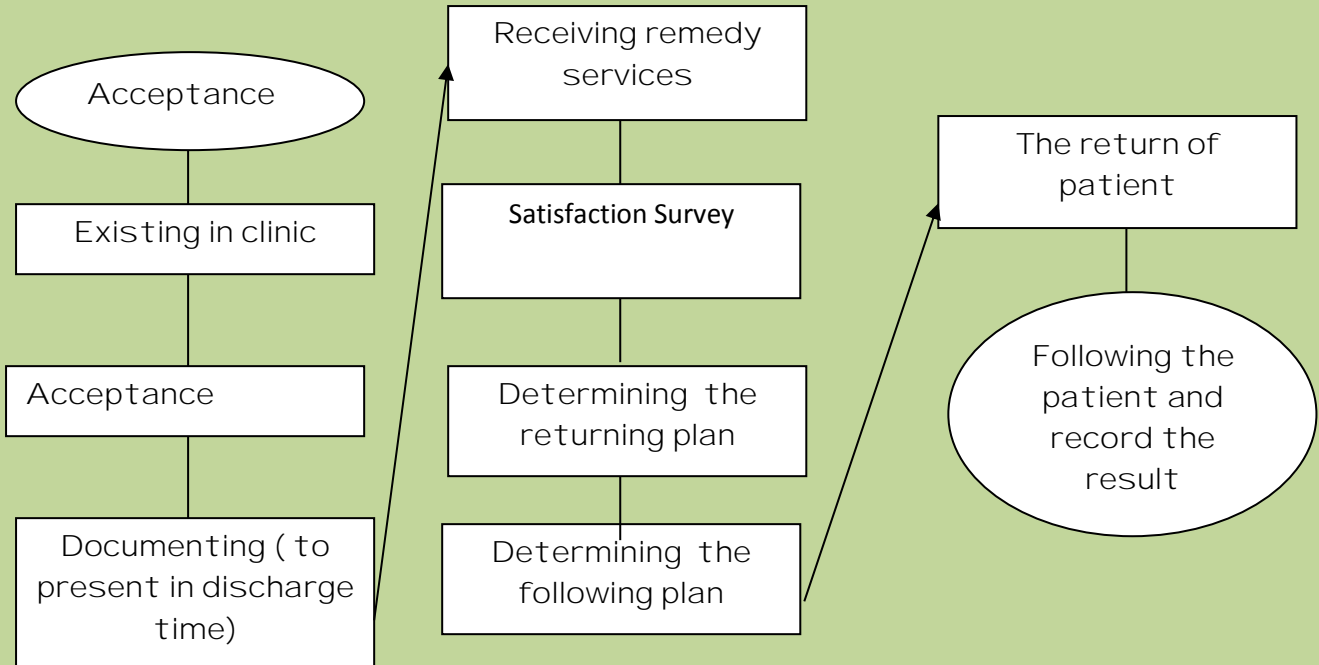 Acceptance
Existing in clinic
Acceptance
Documenting ( to
present in discharge
time)
Receiving remedy
services
Satisfaction Survey
Determining the
returning plan
Determining the
following plan
The return of
patient
Following the
patient and
record the
result